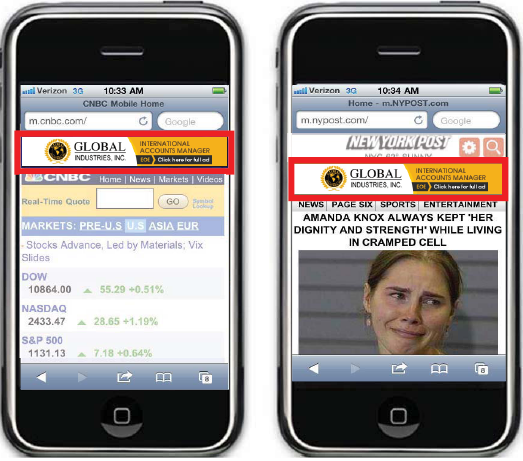 Verizon 3G 10:33 AM
CNBC Mobile Home
m.cnbc.com/ Google
GLOBAL
INDUSTRIES, INC.
INTERNATIONAL
ACCOUNTS MANAGER
EOE Click here for full ad
CNBC Home | News | Markets | Videos
Real-Time Quote GO Symbol
Lookup
MARKETS: PRE-U.S U.S ASIA EUR
- Stocks Advance, Led by Materials; Vix
Slides
DOW
10864.00 55.29 +0.51%
NASDAQ
2433.47 28.65 +1.19%
S&P 500
1131.13 7.18 +0.64%
8
Verizon 3G 10:34 AM
Home - m.NYPOST.com
m.nypost.com/ Google
NEW YORK POST
GLOBAL
INDUSTRIES, INC.
INTERNATIONAL
ACCOUNTS MANAGER
EOE Click here for full ad
NEWS | PAGE SIX | SPORTS | ENTERTAINMENT
AMANDA KNOX ALWAYS KEPT 'HER
DIGNITY AND STRENGTH' WHILE LIVING
IN CRAMPED CELL
8